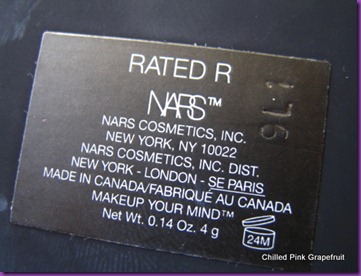 RATED R
NARS™
NARS COSMETICS, INC.
NEW YORK, NY 10022
NARS COSMETICS, INC. DIST.
NEW YORK - LONDON - SE PARIS
MADE IN CANADA/FABRIQUÉ AU CANADA
MAKEUP YOUR MIND™
Net Wt. 0.14 Oz. 4 g
24M
Chilled Pink Grapefruit